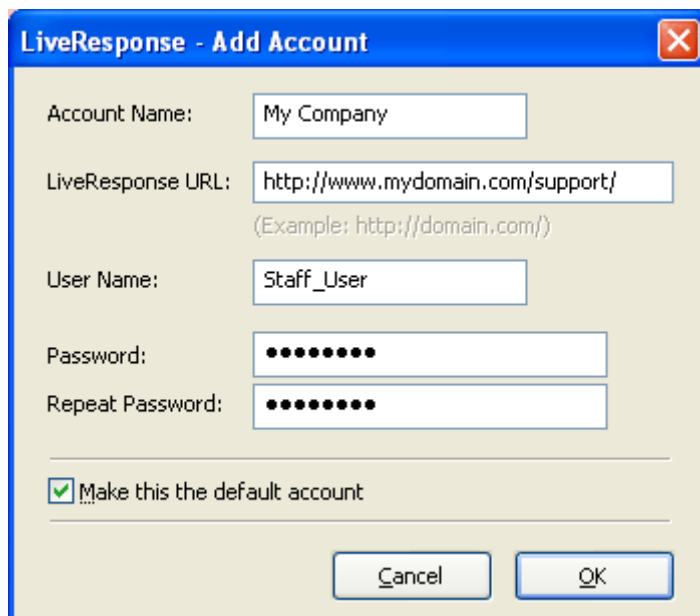 LiveResponse - Add Account
Account Name: My Company
LiveResponse URL: http://www.mydomain.com/support/
(Example: http://domain.com/)
User Name: Staff_User
Password: ●●●●●●●●
Repeat Password: ●●●●●●●●
Make this the default account
Cancel OK